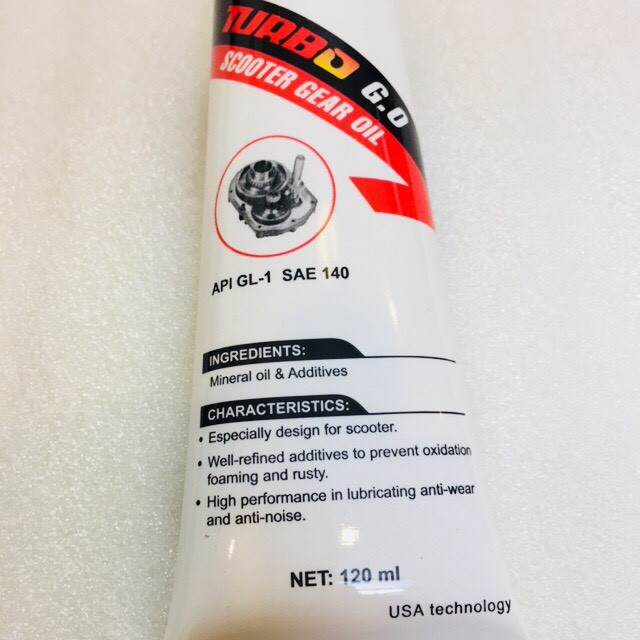 TURBO G.O
SCOOTER GEAR OIL
API GL-1 SAE 140
INGREDIENTS:
Mineral oil & Additives
CHARACTERISTICS:
• Especially design for scooter.
• Well-refined additives to prevent oxidation
foaming and rusty.
• High performance in lubricating anti-wear
and anti-noise.
NET: 120 ml
USA technology